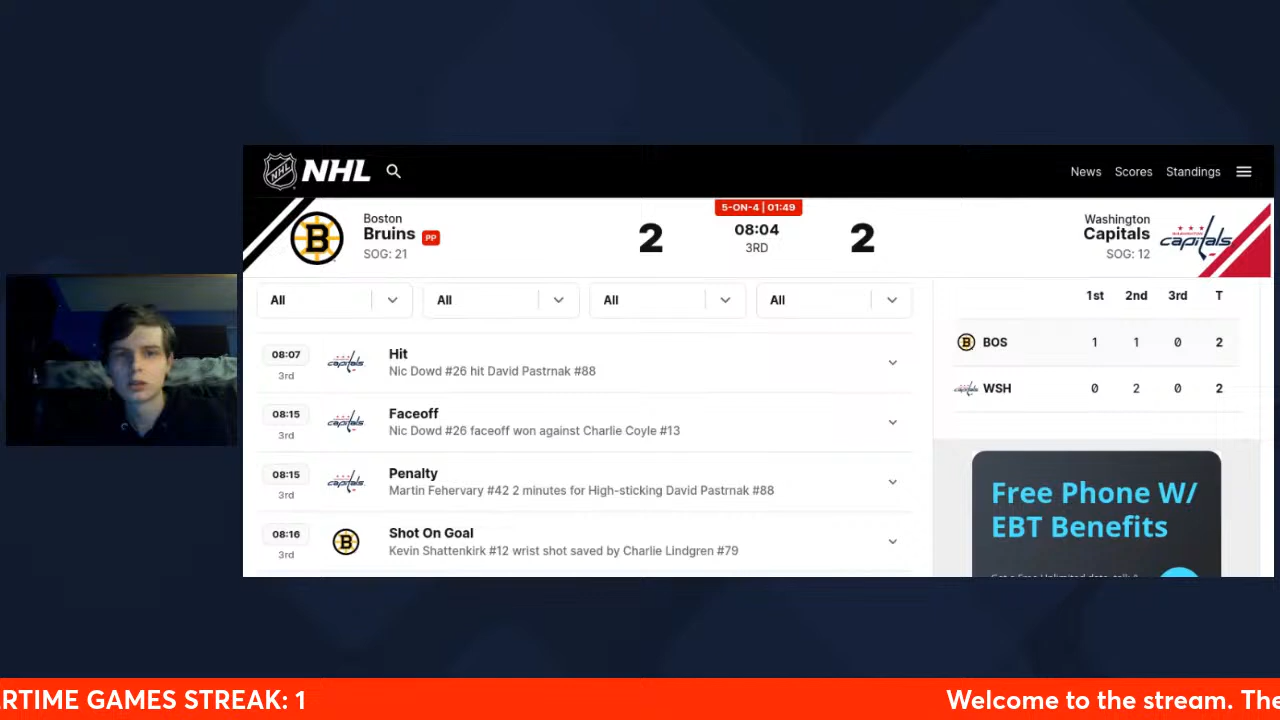 NHL
News Scores Standings
5-ON-4 | 01:49
Boston
Bruins PP
SOG: 21
2
08:04
3RD
2
Washington
Capitals
SOG: 12
capitals
All All All All
1st 2nd 3rd T
BOS 1 1 0 2
WSH 0 2 0 2
08:07
3rd
Hit
Nic Dowd #26 hit David Pastrnak #88
08:15
3rd
Faceoff
Nic Dowd #26 faceoff won against Charlie Coyle #13
08:15
3rd
Penalty
Martin Fehervary #42 2 minutes for High-sticking David Pastrnak #88
08:16
3rd
Shot On Goal
Kevin Shattenkirk #12 wrist shot saved by Charlie Lindgren #79
Free Phone W/
EBT Benefits
RTIME GAMES STREAK: 1
Welcome to the stream. The